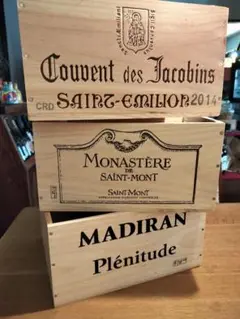 Couvent des Jacobins
CRD SAINT-EMILION 2014
MONASTÈRE
DE
SAINT-MONT
SAINT MONT
MADIRAN
Plénitude